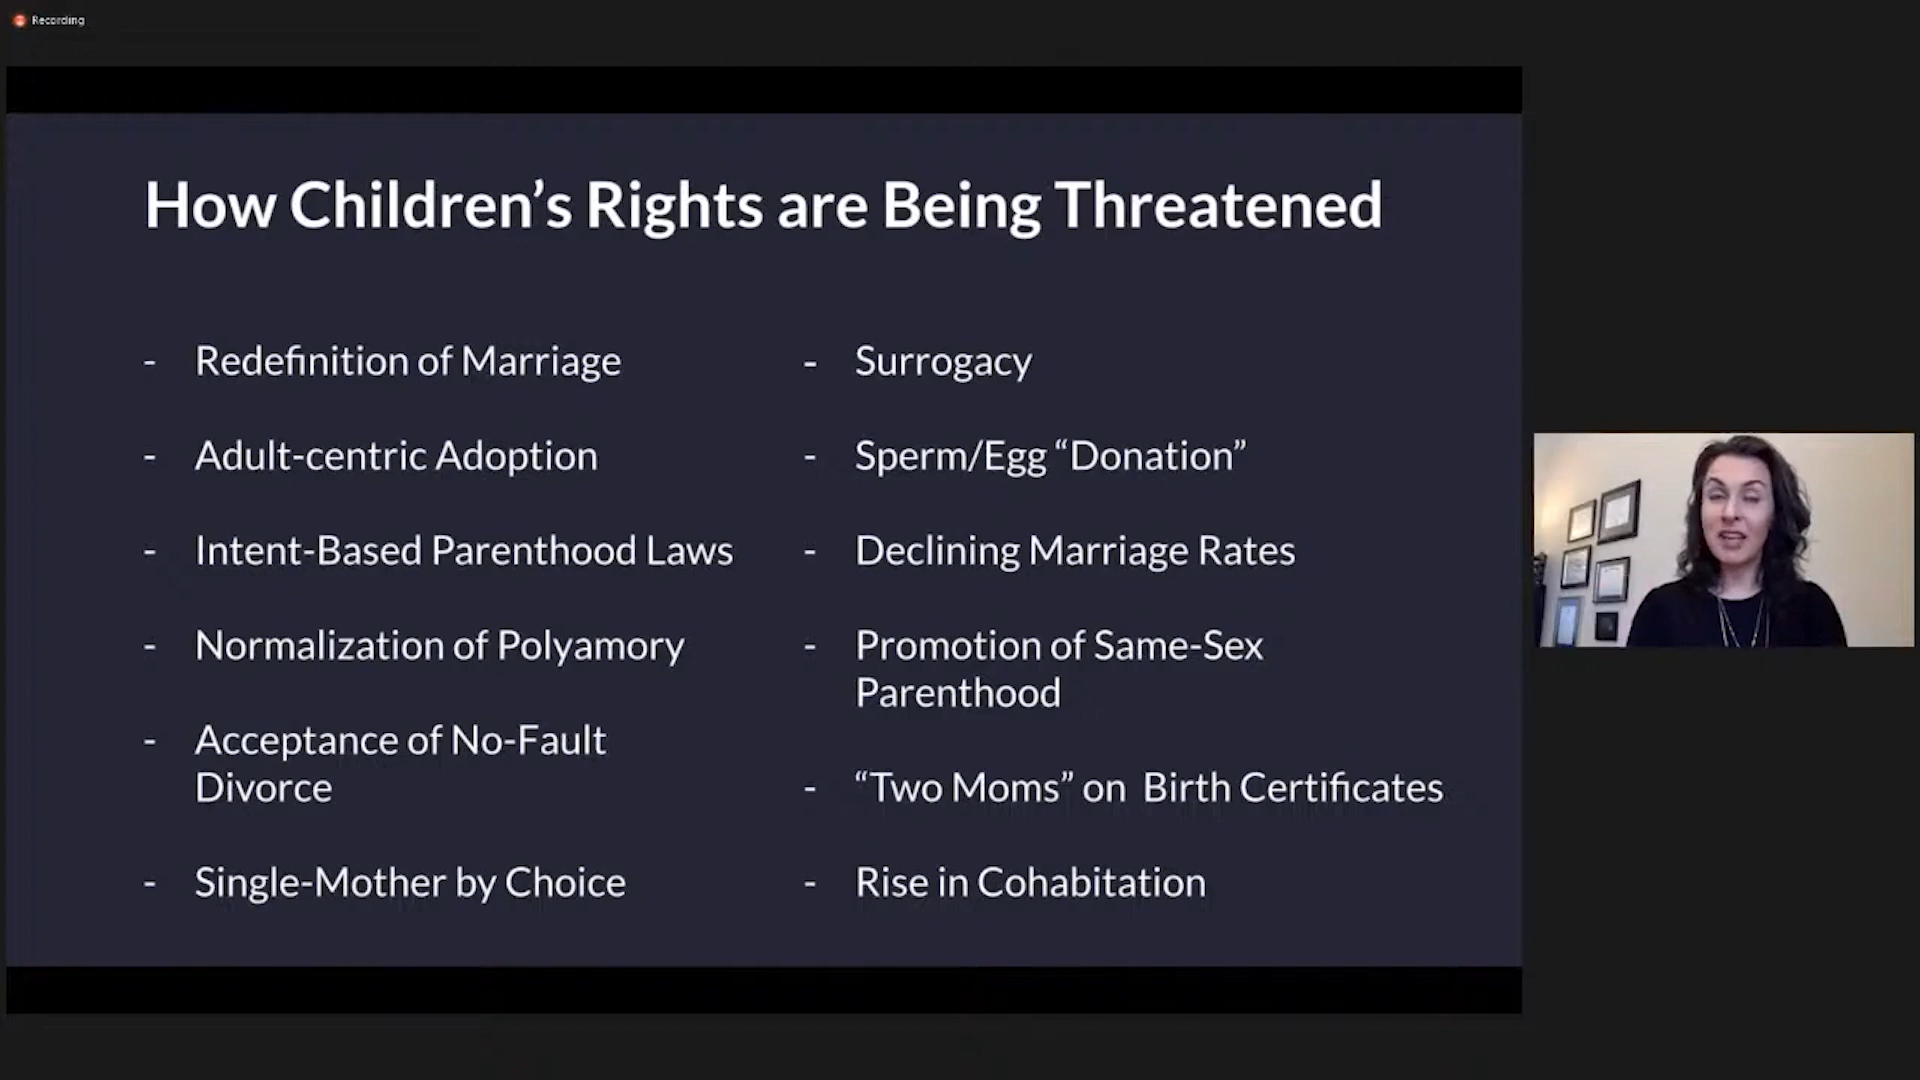 Recording
How Children’s Rights are Being Threatened
- Redefinition of Marriage
- Adult-centric Adoption
- Intent-Based Parenthood Laws
- Normalization of Polyamory
- Acceptance of No-Fault
Divorce
- Single-Mother by Choice
- Surrogacy
- Sperm/Egg “Donation”
- Declining Marriage Rates
- Promotion of Same-Sex
Parenthood
- “Two Moms” on  Birth Certificates
- Rise in Cohabitation